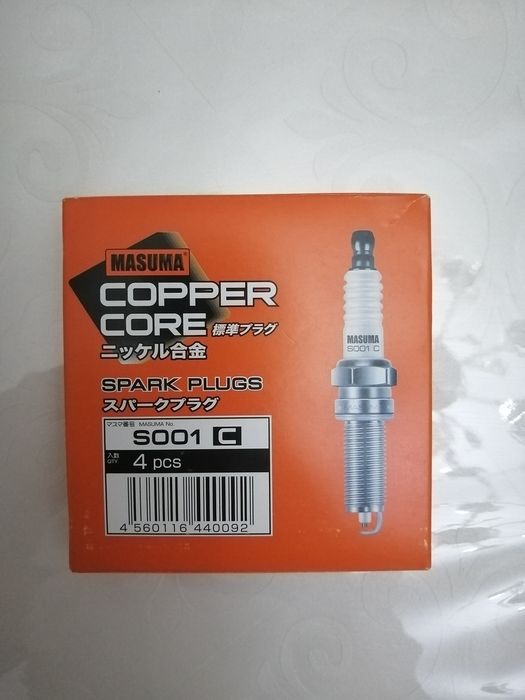 MASUMA
COPPER
CORE 標準プラグ
ニッケル合金
SPARK PLUGS
スパークプラグ
マスマ番号 MASUMA No.
S001 C
入数
QTY
4 pcs
4 560116 440092
MASUMA
S001 C